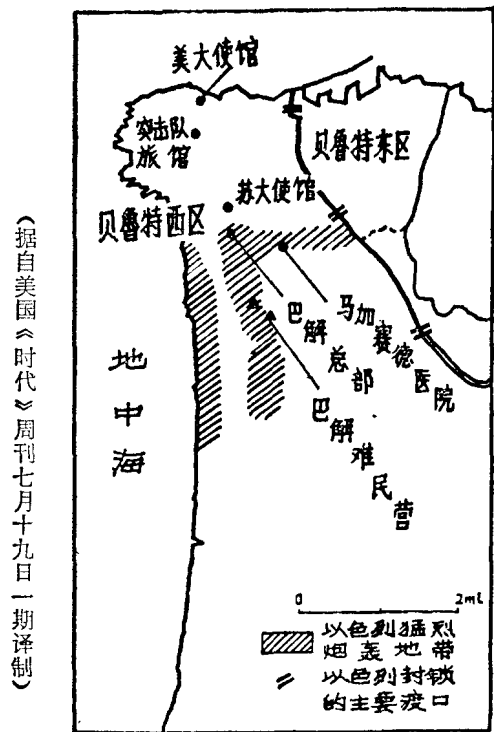 美大使馆
突击队
旅馆
贝鲁特东区
苏大使馆
贝鲁特西区
巴解总部
马加赛德医院
巴解难民营
地中海
0 2mi
以色列猛烈
炮轰地带
以色列封锁
的主要渡口
（据自美国《时代》周刊七月十九日一期译制）